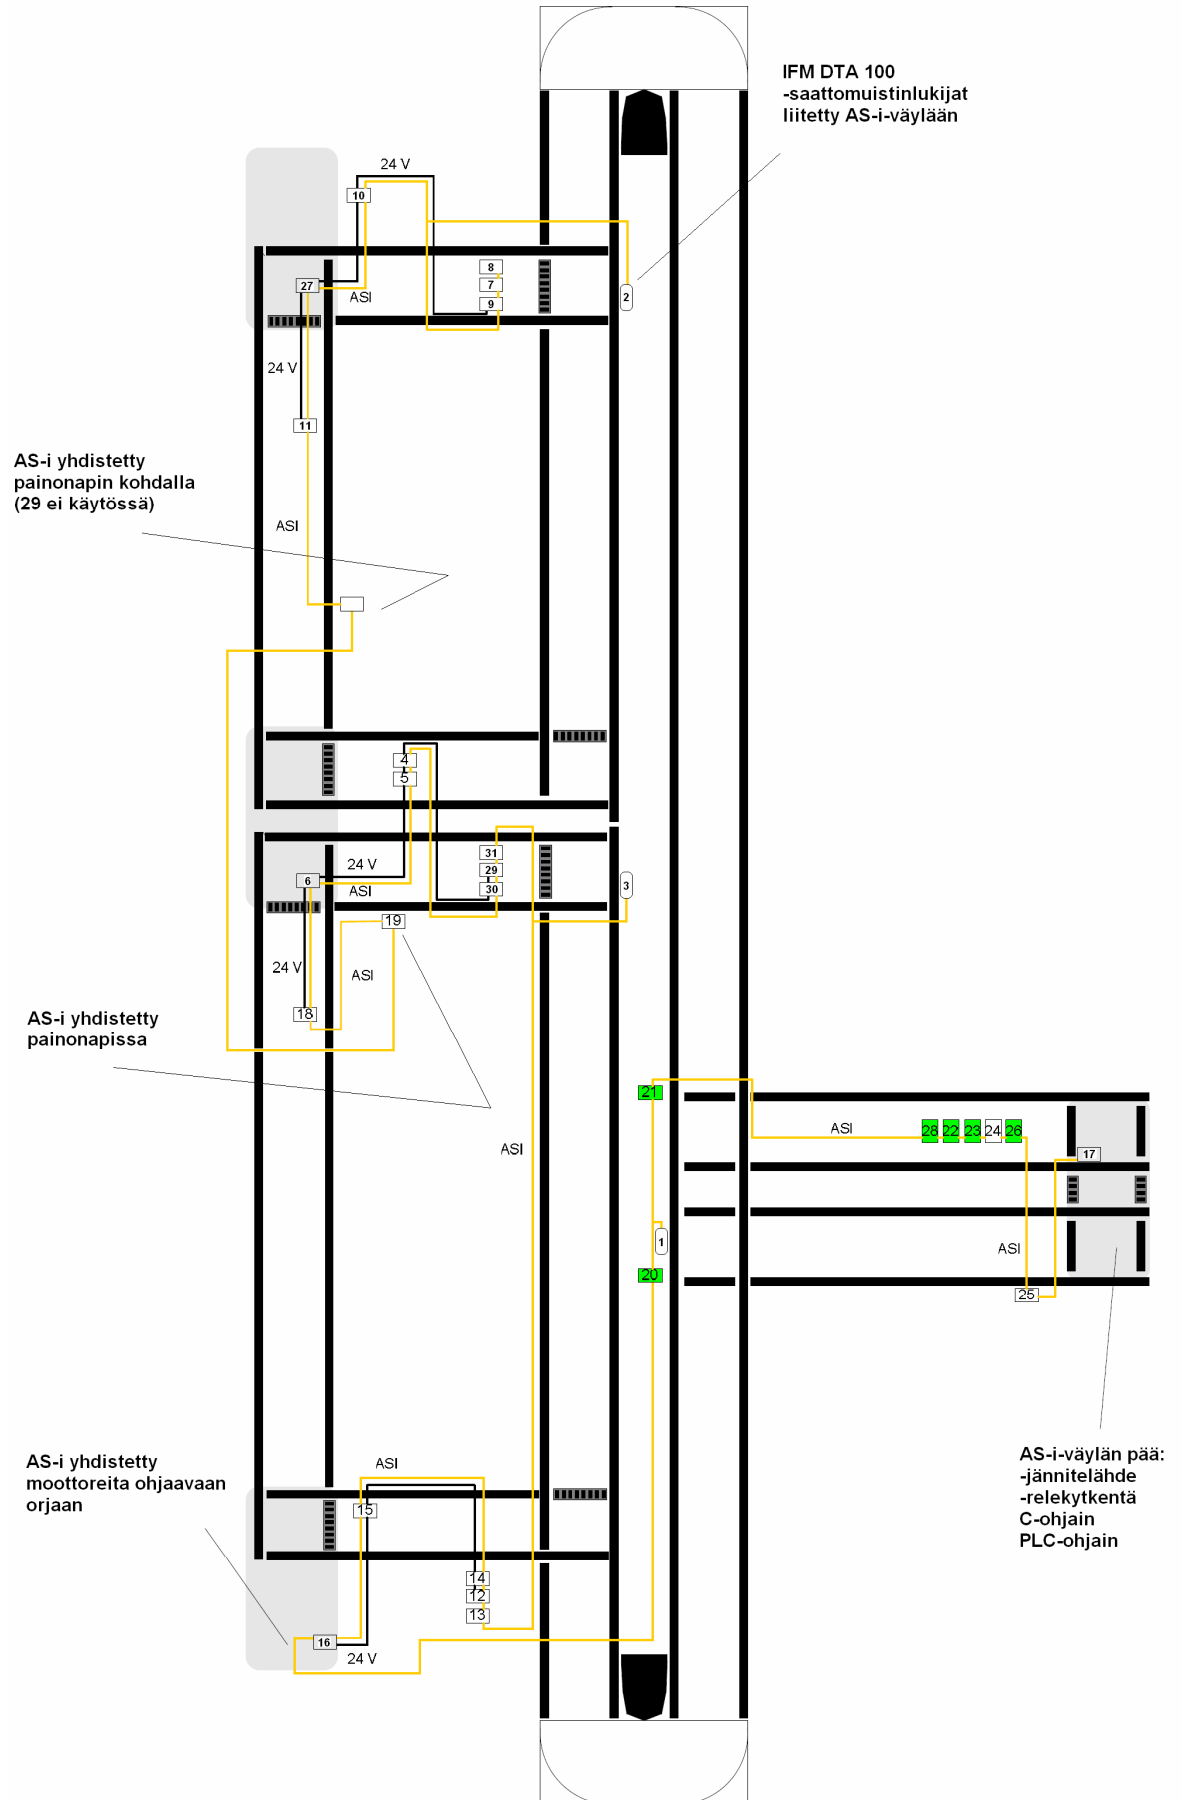 IFM DTA 100
-saattomuistinlukijat
liitetty AS-i-väylään
24 V
10
8
7
9
27
ASI
2
24 V
11
AS-i yhdistetty
painonapin kohdalla
(29 ei käytössä)
ASI
4
5
31
24 V
29
6
ASI
30
3
19
24 V
ASI
18
AS-i yhdistetty
painonapissa
21
ASI
28
22
23
24
26
ASI
17
1
ASI
20
25
AS-i yhdistetty
moottoreita ohjaavaan
orjaan
ASI
15
AS-i-väylän pää:
-jännitelähde
-relekytkentä
C-ohjain
PLC-ohjain
14
12
13
16
24 V